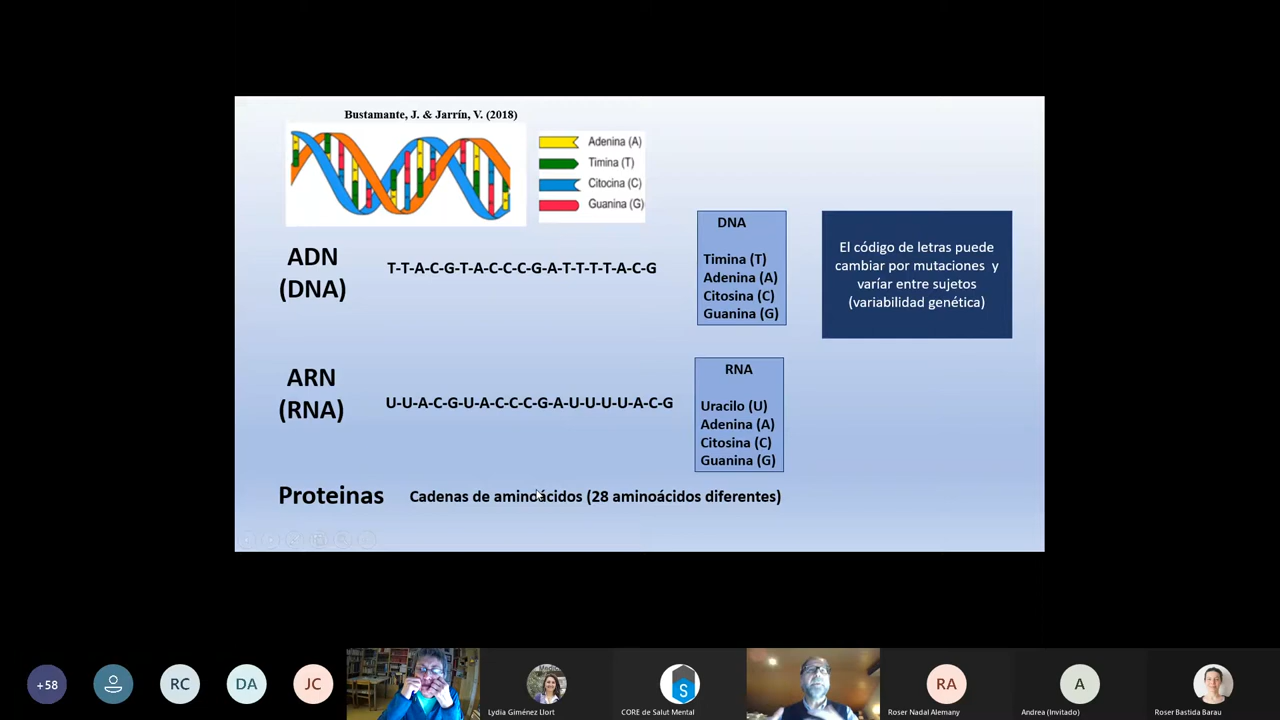 Bustamante, J. & Jarrín, V. (2018)
Adenina (A)
Timina (T)
Citocina (C)
Guanina (G)
ADN
(DNA)
T-T-A-C-G-T-A-C-C-C-G-A-T-T-T-T-A-C-G
DNA
Timina (T)
Adenina (A)
Citosina (C)
Guanina (G)
El código de letras puede
cambiar por mutaciones y
varíar entre sujetos
(variabilidad genética)
ARN
(RNA)
U-U-A-C-G-U-A-C-C-C-G-A-U-U-U-U-A-C-G
RNA
Uracilo (U)
Adenina (A)
Citosina (C)
Guanina (G)
Proteinas
Cadenas de aminoácidos (28 aminoácidos diferentes)
+58
RC
DA
JC
Lydia Giménez Llort
S
CORE de Salut Mental
RA
Roser Nadal Alemany
A
Andrea (Invitado)
Roser Bastida Barau